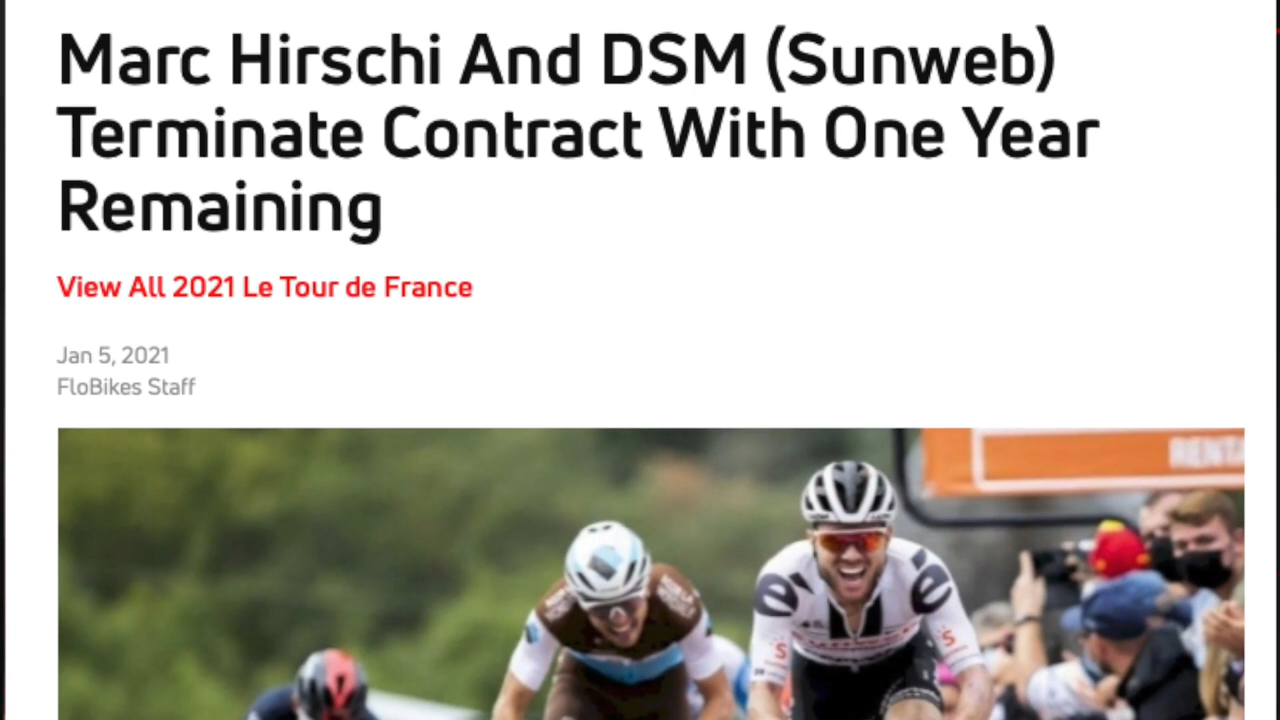 Marc Hirschi And DSM (Sunweb)
Terminate Contract With One Year
Remaining
View All 2021 Le Tour de France
Jan 5, 2021
FloBikes Staff